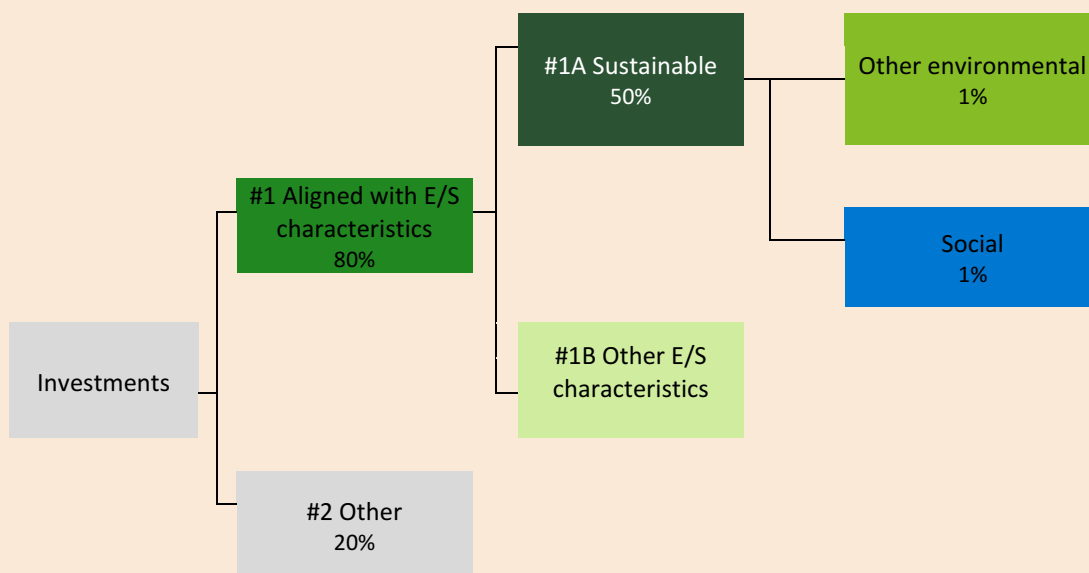 Investments
#1 Aligned with E/S
characteristics
80%
#2 Other
20%
#1A Sustainable
50%
#1B Other E/S
characteristics
Other environmental
1%
Social
1%